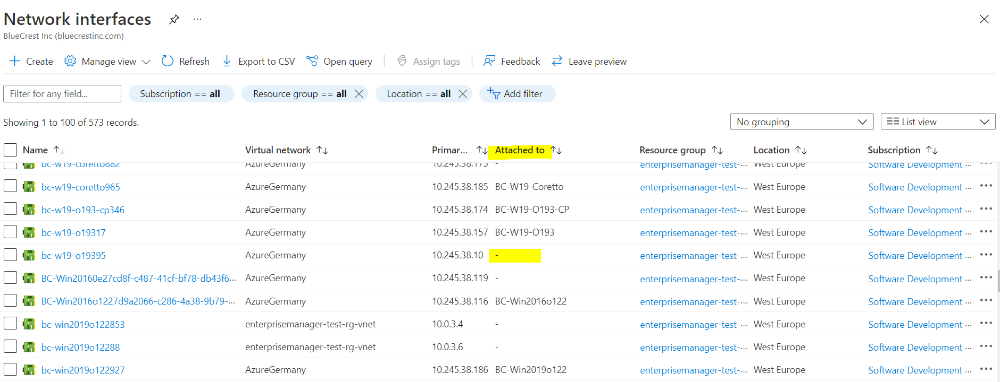 Network interfaces ...
BlueCrest Inc (bluecrestinc.com)
Create Manage view Refresh Export to CSV Open query Assign tags Feedback Leave preview
Filter for any field... Subscription == all Resource group == all Location == all Add filter
Showing 1 to 100 of 573 records. No grouping List view
Name Virtual network Primar... Attached to Resource group Location Subscription
bc-w19-coretto882 AzureGermany 10.245.38.175 - enterprisemanager-test-... West Europe Software Development ...
bc-w19-coretto965 AzureGermany 10.245.38.185 BC-W19-Coretto enterprisemanager-test-... West Europe Software Development ...
bc-w19-o193-cp346 AzureGermany 10.245.38.174 BC-W19-O193-CP enterprisemanager-test-... West Europe Software Development ...
bc-w19-o19317 AzureGermany 10.245.38.157 BC-W19-O193 enterprisemanager-test-... West Europe Software Development ...
bc-w19-o19395 AzureGermany 10.245.38.10 - enterprisemanager-test-... West Europe Software Development ...
BC-Win20160e27cd8f-c487-41cf-bf78-db43f6... AzureGermany 10.245.38.119 - enterprisemanager-test-... West Europe Software Development ...
BC-Win2016o1227d9a2066-c286-4a38-9b79-... AzureGermany 10.245.38.116 BC-Win2016o122 enterprisemanager-test-... West Europe Software Development ...
bc-win2019o122853 enterprisemanager-test-rg-vnet 10.0.3.4 - enterprisemanager-test-... West Europe Software Development ...
bc-win2019o12288 enterprisemanager-test-rg-vnet 10.0.3.6 - enterprisemanager-test-... West Europe Software Development ...
bc-win2019o122927 AzureGermany 10.245.38.186 BC-Win2019o122 enterprisemanager-test-... West Europe Software Development ...